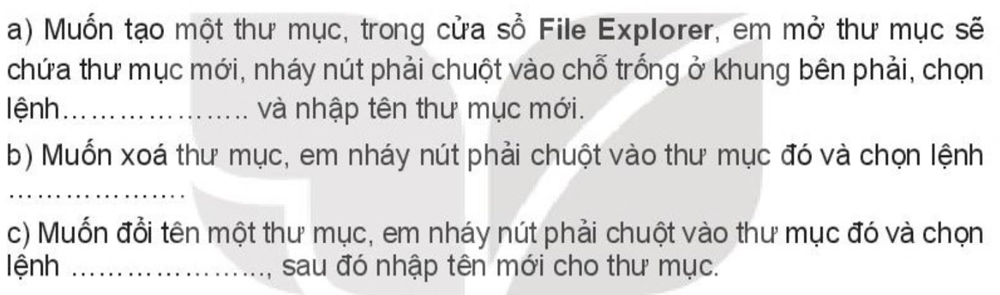 a) Muốn tạo một thư mục, trong cửa sổ File Explorer, em mở thư mục sẽ
chứa thư mục mới, nháy nút phải chuột vào chỗ trống ở khung bên phải, chọn
lệnh.................... và nhập tên thư mục mới.
b) Muốn xoá thư mục, em nháy nút phải chuột vào thư mục đó và chọn lệnh
...................
c) Muốn đổi tên một thư mục, em nháy nút phải chuột vào thư mục đó và chọn
lệnh ....................., sau đó nhập tên mới cho thư mục.